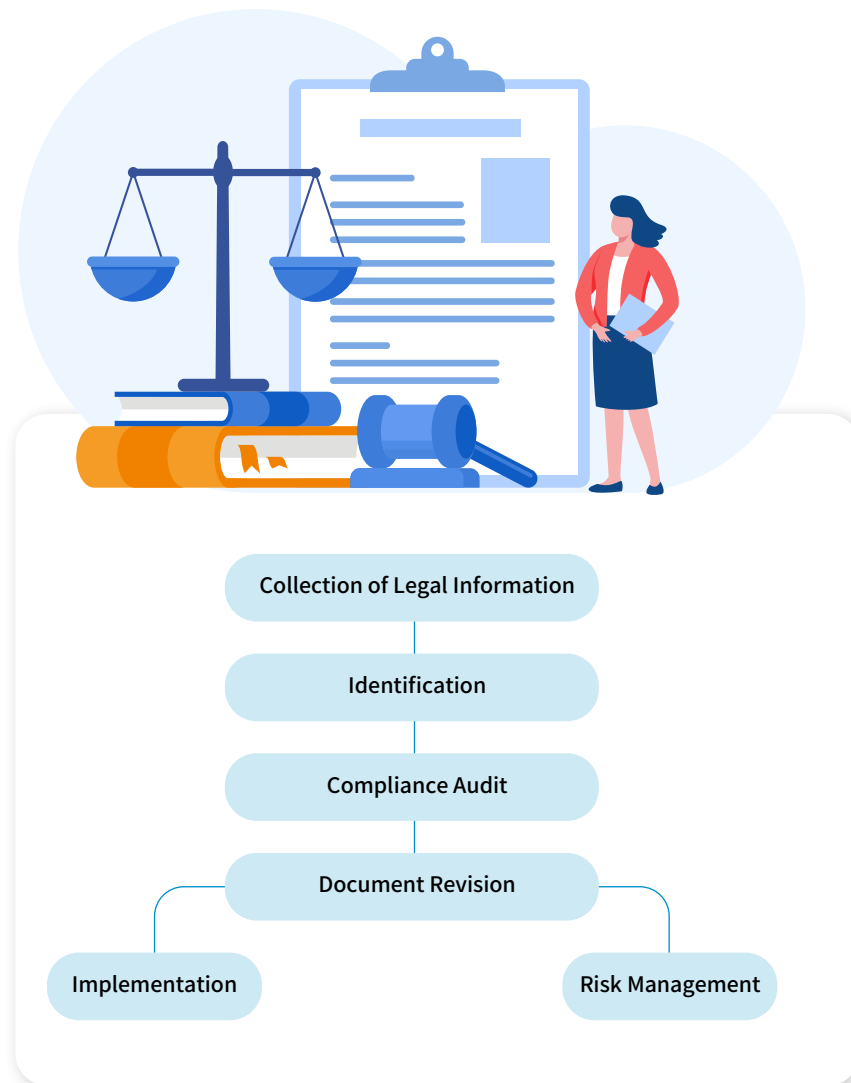 Collection of Legal Information
Identification
Compliance Audit
Document Revision
Implementation
Risk Management